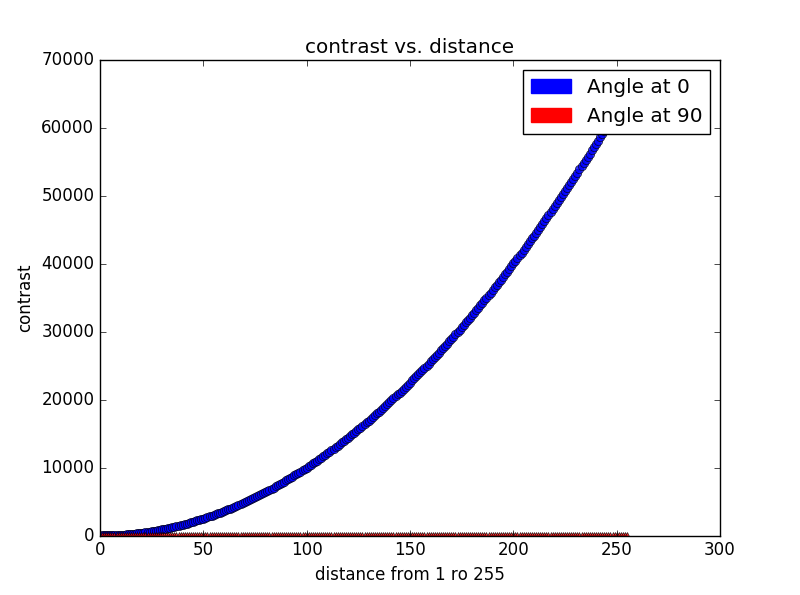 contrast vs. distance
70000
60000
50000
40000
30000
20000
10000
0
contrast
Angle at 0
Angle at 90
0 50 100 150 200 250 300
distance from 1 ro 255